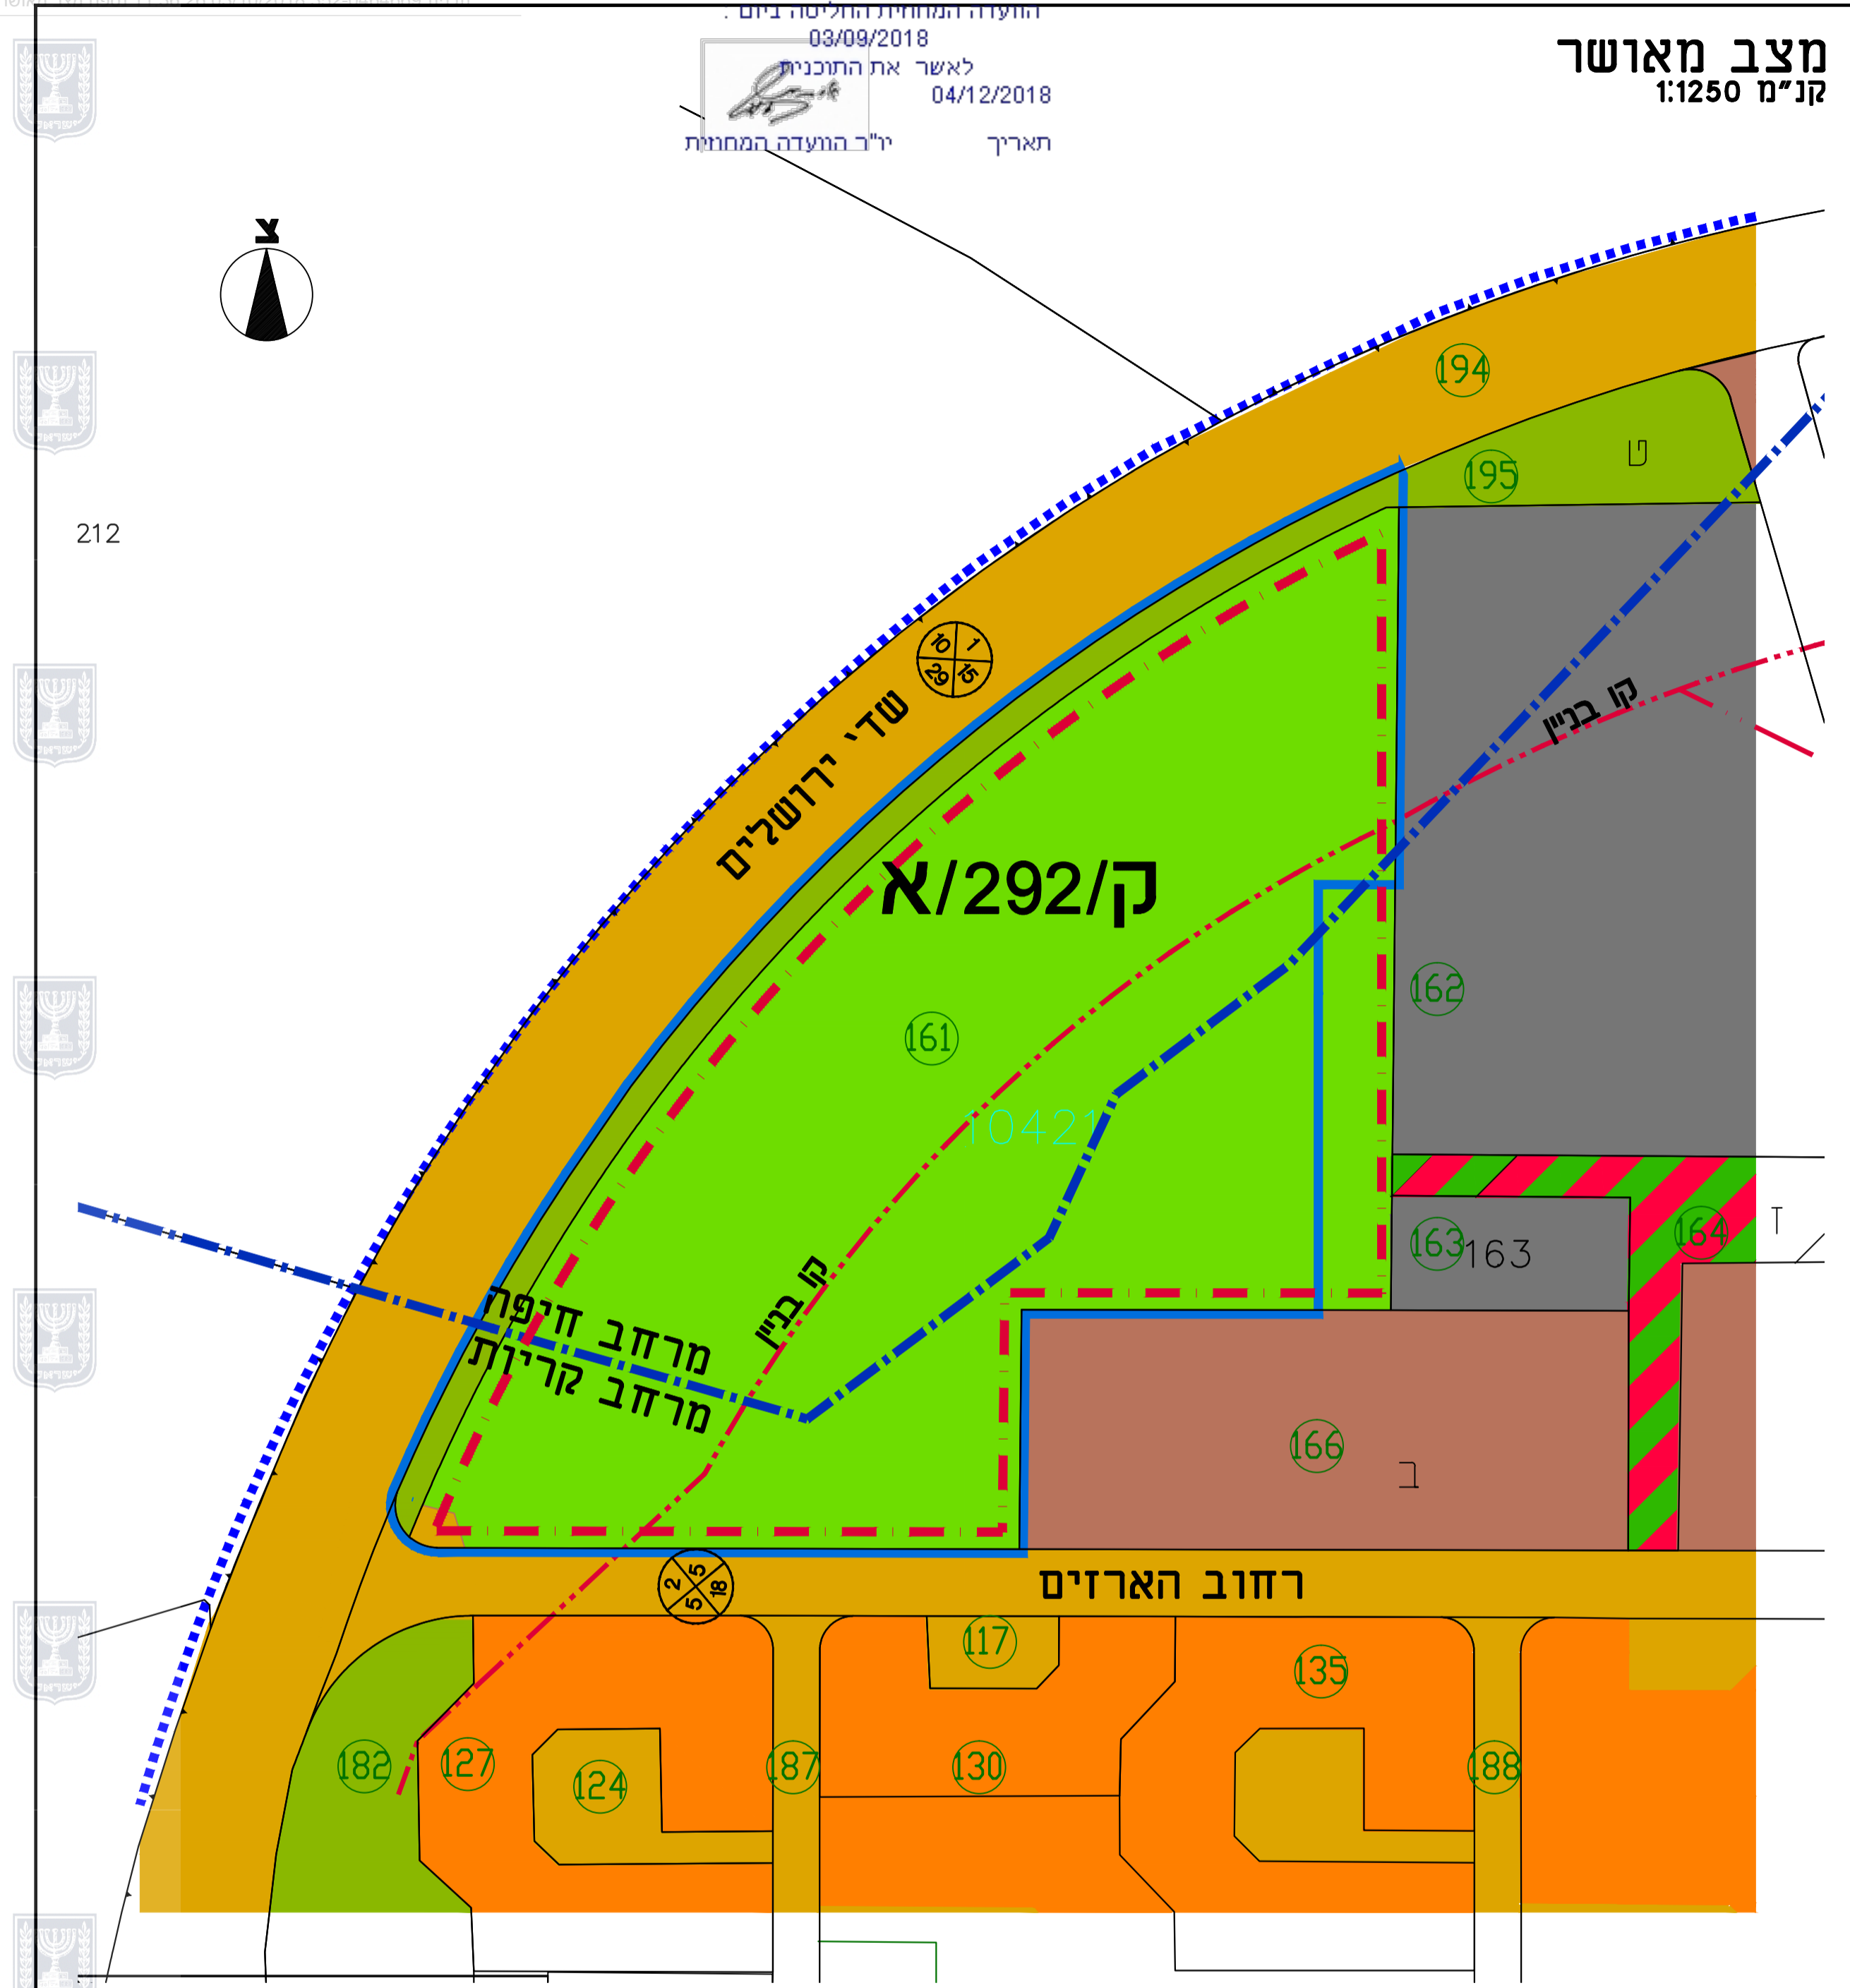 הוועדה המחוזית החליטה ביום :
03/09/2018
לאשר את התוכנית
04/12/2018
תאריך יו"ר הוועדה המחוזית
מצב מאושר
קנ"מ 1:1250
צ
194
195
ט
212
10
1
29
15
שדי ירושלים
קו בניין
ק/292/א
162
161
10421
163
163
164
ד
קו בניין
מרחב חיפה
מרחב קריות
166
ב
רחוב הארזים
2
5
5
18
117
135
182
127
124
187
130
188